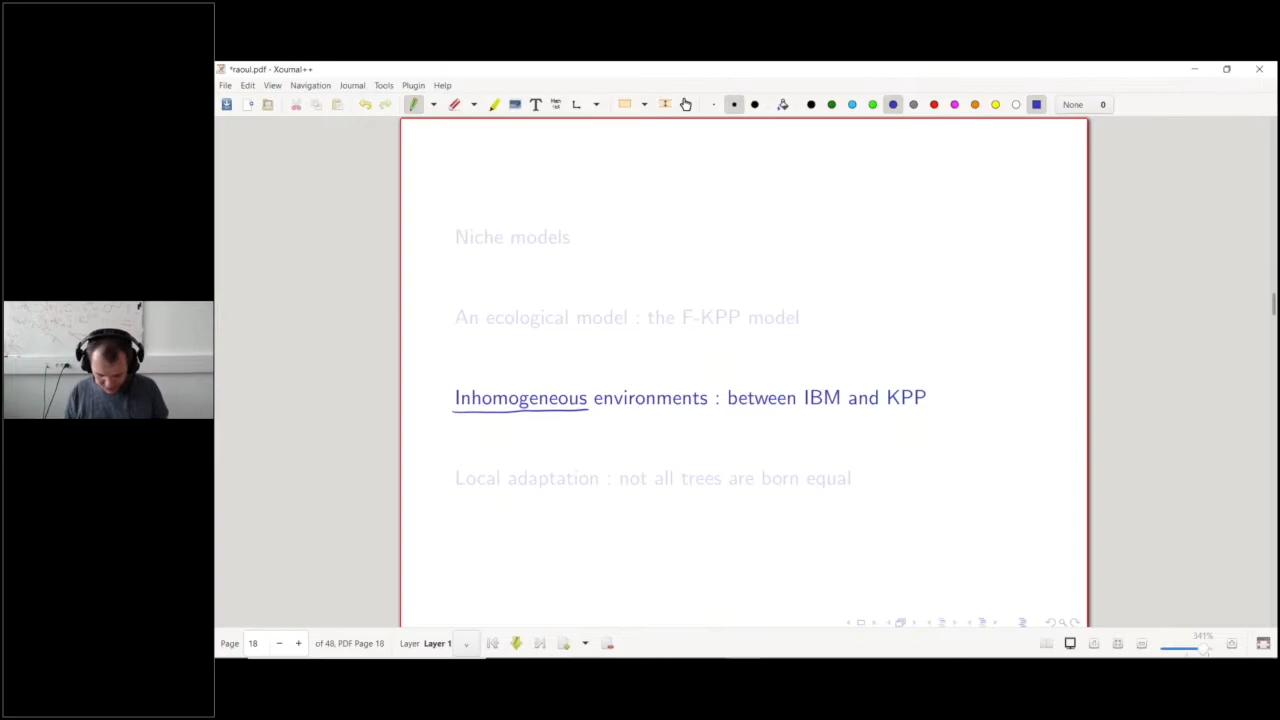 *raoul.pdf - Xournal++
File Edit View Navigation Journal Tools Plugin Help
None 0
Niche models
An ecological model : the F-KPP model
Inhomogeneous environments : between IBM and KPP
Local adaptation : not all trees are born equal
Page 18 of 48, PDF Page 18 Layer Layer 1 341%